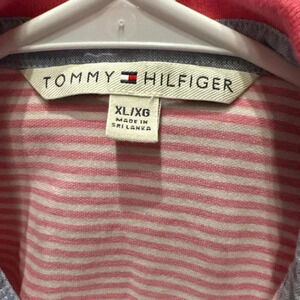 TOMMY HILFIGER
XL/XG
MADE IN
SRI LANKA